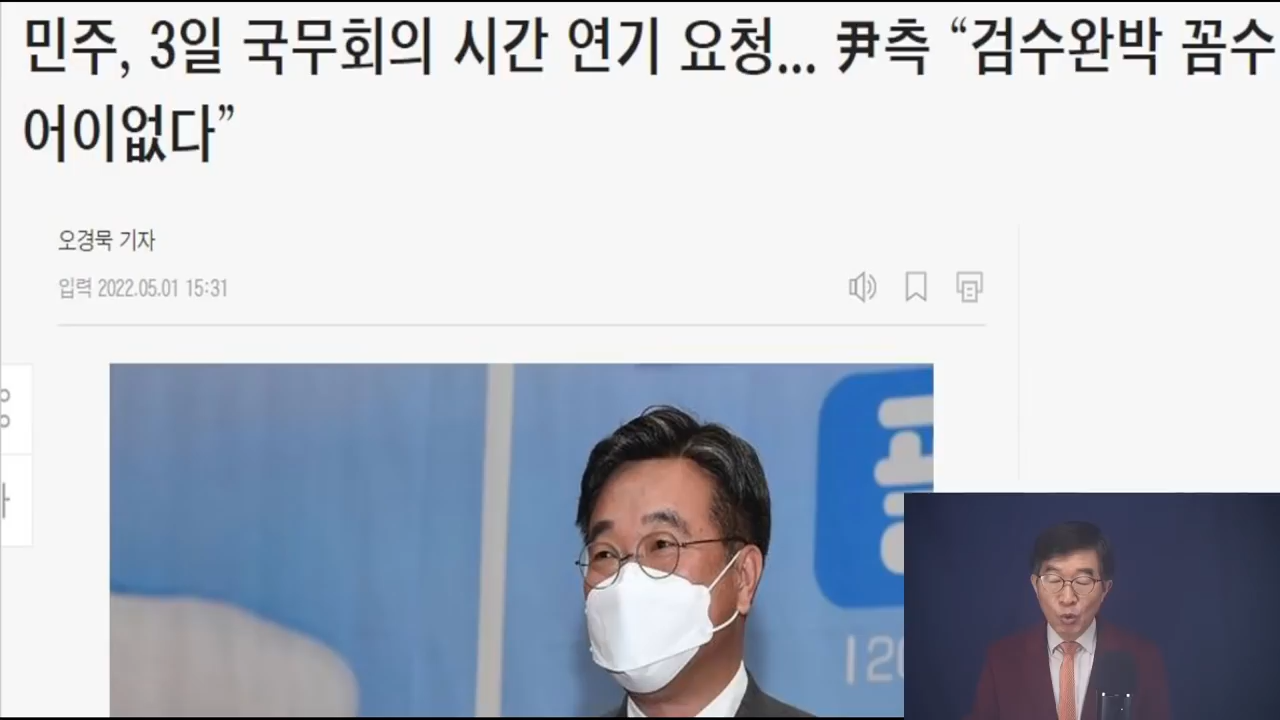 민주, 3일 국무회의 시간 연기 요청... 尹측 “검수완박 꼼수
어이없다”
오경묵 기자
입력 2022.05.01 15:31